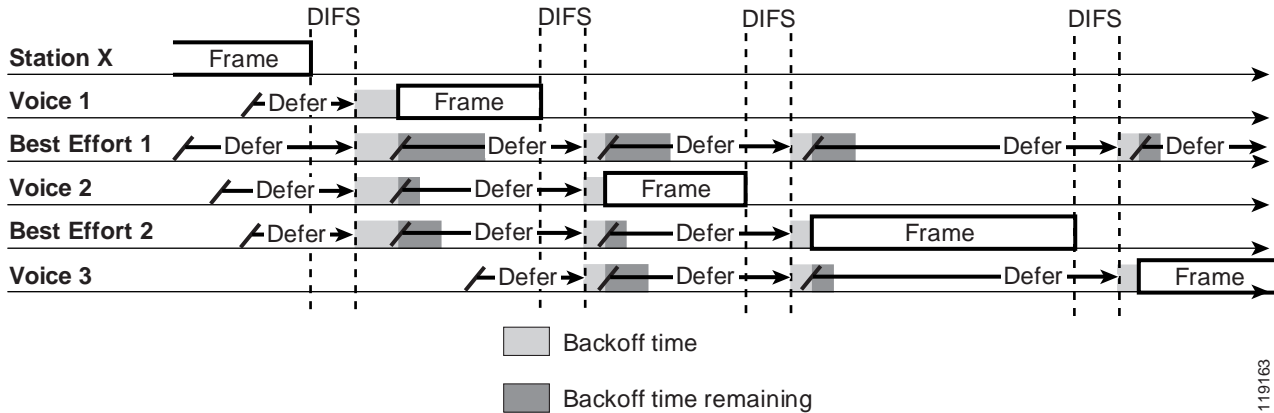 DIFS DIFS DIFS DIFS
Station X Frame
Voice 1 Defer Frame
Best Effort 1 Defer Defer Defer Defer Defer
Voice 2 Defer Defer Frame
Best Effort 2 Defer Defer Defer Frame
Voice 3 Defer Defer Defer Frame
Backoff time
Backoff time remaining
119163